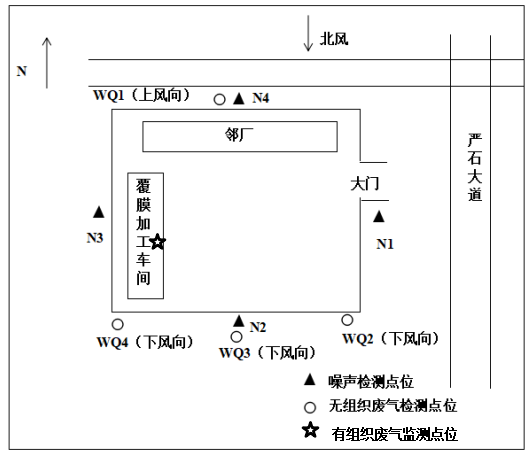 北风
N
WQ1（上风向）
N4
邻厂
严石大道
大门
覆膜加工车间
N3
N1
N2
WQ4（下风向）
WQ3（下风向）
WQ2（下风向）
噪声检测点位
无组织废气检测点位
有组织废气监测点位